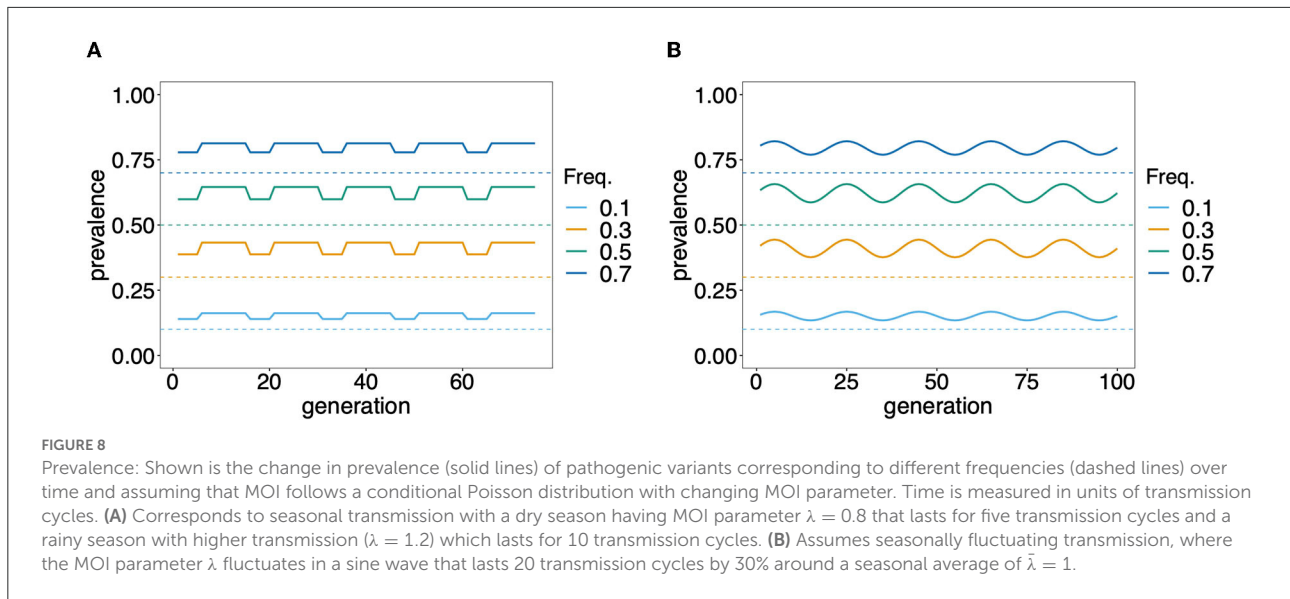 A
B
1.00
0.75
0.50
0.25
0.00
prevalence
0
20
40
60
generation
Freq.
0.1
0.3
0.5
0.7
1.00
0.75
0.50
0.25
0.00
prevalence
0
25
50
75
100
generation
Freq.
0.1
0.3
0.5
0.7
FIGURE 8
Prevalence: Shown is the change in prevalence (solid lines) of pathogenic variants corresponding to different frequencies (dashed lines) over
time and assuming that MOI follows a conditional Poisson distribution with changing MOI parameter. Time is measured in units of transmission
cycles. (A) Corresponds to seasonal transmission with a dry season having MOI parameter λ = 0.8 that lasts for five transmission cycles and a
rainy season with higher transmission (λ = 1.2) which lasts for 10 transmission cycles. (B) Assumes seasonally fluctuating transmission, where
the MOI parameter λ fluctuates in a sine wave that lasts 20 transmission cycles by 30% around a seasonal average of λ̄ = 1.